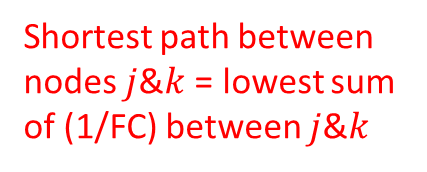 Shortest path between
nodes j&k = lowest sum
of (1/FC) between j&k